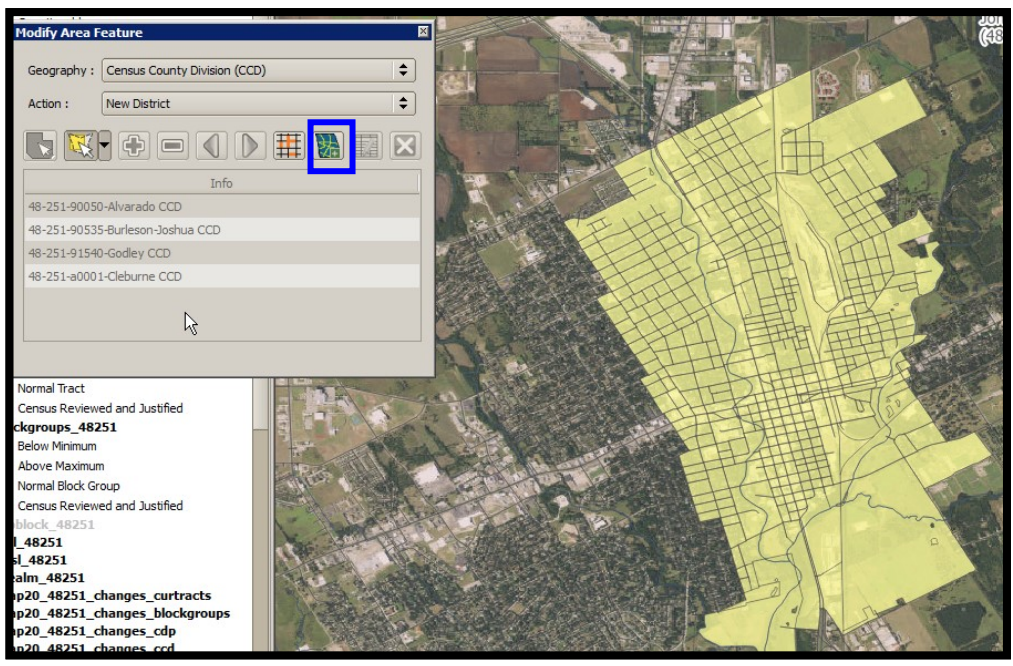 Modify Area Feature
Geography :
Census County Division (CCD)
Action :
New District
Info
48-251-90050-Alvarado CCD
48-251-90535-Burleson-Joshua CCD
48-251-91540-Godley CCD
48-251-a0001-Cleburne CCD
Normal Tract
Census Reviewed and Justified
ckgroups_48251
Below Minimum
Above Maximum
Normal Block Group
Census Reviewed and Justified
block_48251
l_48251
sl_48251
ealm_48251
p20_48251_changes_curtracts
p20_48251_changes_blockgroups
p20_48251_changes_cdp
p20_48251_changes_ccd
(48